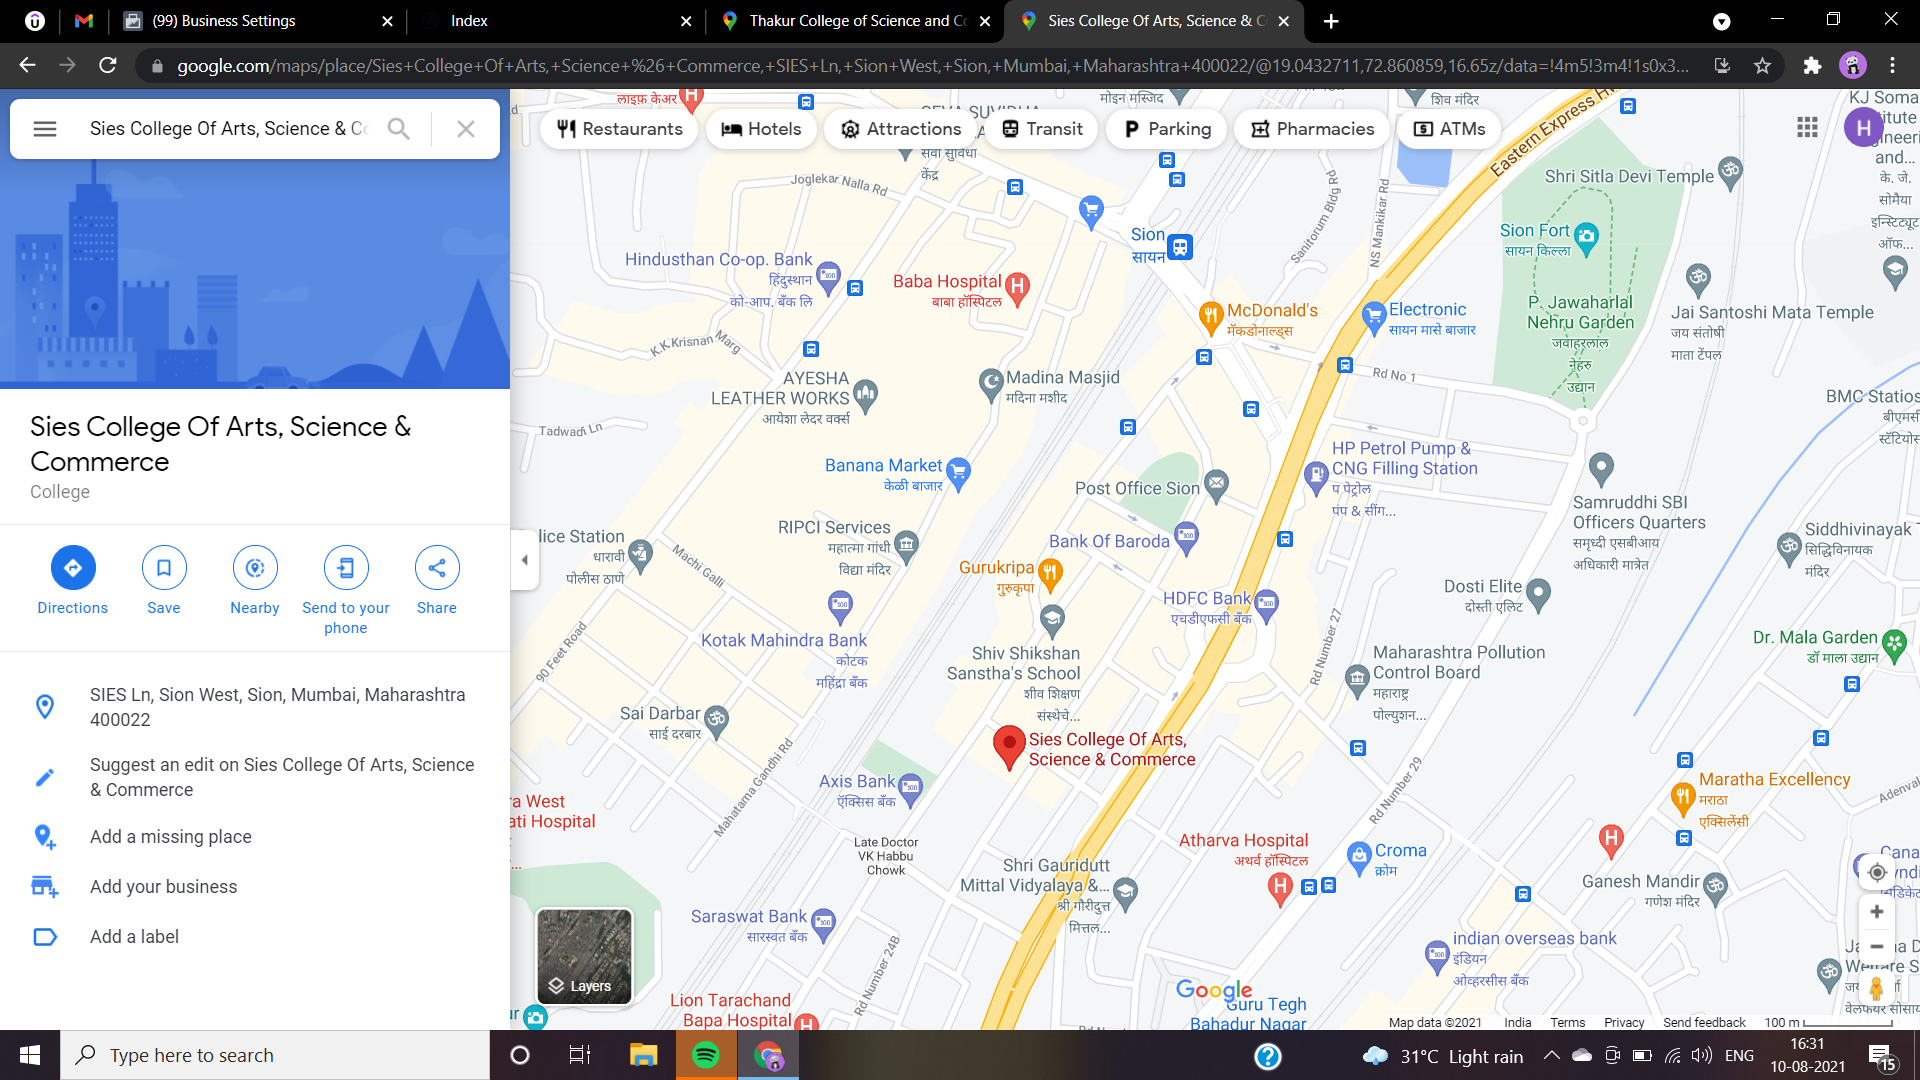 (99) Business Settings
Index
Thakur College of Science and Co
Sies College Of Arts, Science & C
google.com/maps/place/Sies+College+Of+Arts,+Science+%26+Commerce,+SIES+Ln,+Sion+West,+Sion,+Mumbai,+Maharashtra+400022/@19.0432711,72.860859,16.65z/data=!4m5!3m4!1s0x3...
Sies College Of Arts, Science & Co
Restaurants
Hotels
Attractions
Transit
Parking
Pharmacies
ATMs
H
Sies College Of Arts, Science &
Commerce
College
Directions
Save
Nearby
Send to your
phone
Share
SIES Ln, Sion West, Sion, Mumbai, Maharashtra
400022
Suggest an edit on Sies College Of Arts, Science
& Commerce
Add a missing place
Add your business
Add a label
लाइफ़ केअर
मोइन मस्जिद
शिव मंदिर
सेवा सुविधा
केंद्र
Joglekar Nalla Rd
Sanitorum Bldg Rd
NS Mankikar Rd
Eastern Express H
KJ Soma
and...
के. जे.
सोमैया
इन्स्टिट्यूट
ऑफ...
Shri Sitla Devi Temple
Sion Fort
सायन किल्ला
Sion
सायन
Hindusthan Co-op. Bank
हिंदुस्थान
को-आप. बँक लि
Baba Hospital
बाबा हॉस्पिटल
McDonald's
मॅकडोनाल्ड्स
Electronic
सायन मासे बाजार
P. Jawaharlal
Nehru Garden
जवाहरलाल
नेहरु
उद्यान
Jai Santoshi Mata Temple
जय संतोषी
माता टेंपल
K.K.Krisnan Marg
AYESHA
LEATHER WORKS
आयेशा लेदर वर्क्स
Madina Masjid
मदिना मशीद
Rd No 1
BMC Statios
बीएमसी
स्टॅटियोस
Tadwadi Ln
Banana Market
केळी बाजार
HP Petrol Pump &
CNG Filling Station
प पेट्रोल
पंप & सींग...
Post Office Sion
Samruddhi SBI
Officers Quarters
समृध्दी एसबीआय
अधिकारी मात्रेत
RIPCI Services
महात्मा गांधी
विद्या मंदिर
lice Station
धारावी
पोलीस ठाणे
Machi Galli
Bank Of Baroda
Siddhivinayak
सिद्धिविनायक
मंदिर
Gurukripa
गुरुकृपा
HDFC Bank
एचडीएफसी बँक
Dosti Elite
दोस्ती एलिट
Kotak Mahindra Bank
कोटक
महिंद्रा बँक
90 Feet Road
Shiv Shikshan
Sanstha's School
शीव शिक्षण
संस्थेचे...
Rd Number 27
Maharashtra Pollution
Control Board
महाराष्ट्र
पोल्युशन...
Dr. Mala Garden
डॉ माला उद्यान
Sai Darbar
साई दरबार
Sies College Of Arts,
Science & Commerce
Mahatama Gandhi Rd
Axis Bank
ऍक्सिस बँक
Rd Number 29
Maratha Excellency
मराठा
एक्सिलेंसी
Adenval
ra West
ati Hospital
Late Doctor
VK Habbu
Chowk
Atharva Hospital
अथर्व हॉस्पिटल
Croma
क्रोम
Shri Gauridutt
Mittal Vidyalaya &...
श्री गौरीदुत्त
मित्तल...
Ganesh Mandir
गणेश मंदिर
Saraswat Bank
सारस्वत बँक
Rd Number 24B
indian overseas bank
इंडियन
ओव्हरसीस बँक
Layers
Lion Tarachand
Bapa Hospital
Google
Guru Tegh
Bahadur Nagar
Map data ©2021
India
Terms
Privacy
Send feedback
100 m
Type here to search
31°C Light rain
ENG
16:31
10-08-2021
15